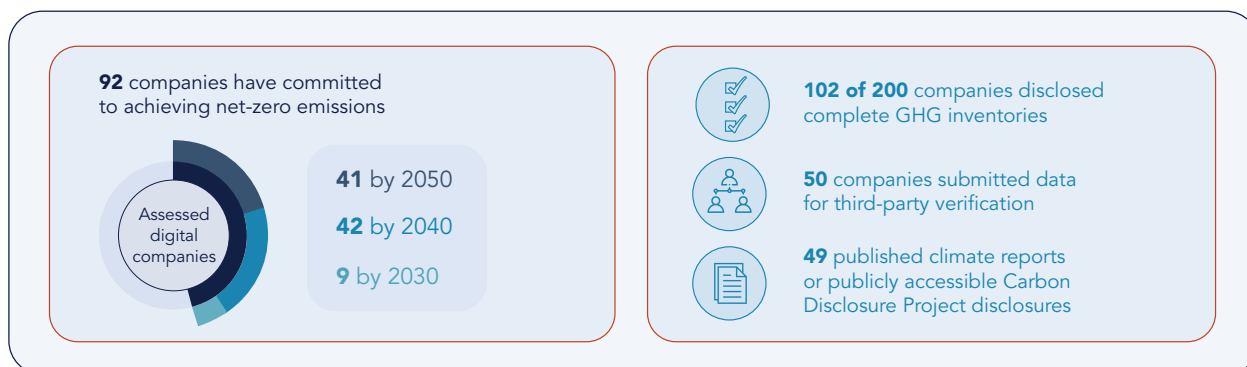 92 companies have committed
to achieving net-zero emissions
Assessed
digital
companies
41 by 2050
42 by 2040
9 by 2030
102 of 200 companies disclosed
complete GHG inventories
50 companies submitted data
for third-party verification
49 published climate reports
or publicly accessible Carbon
Disclosure Project disclosures